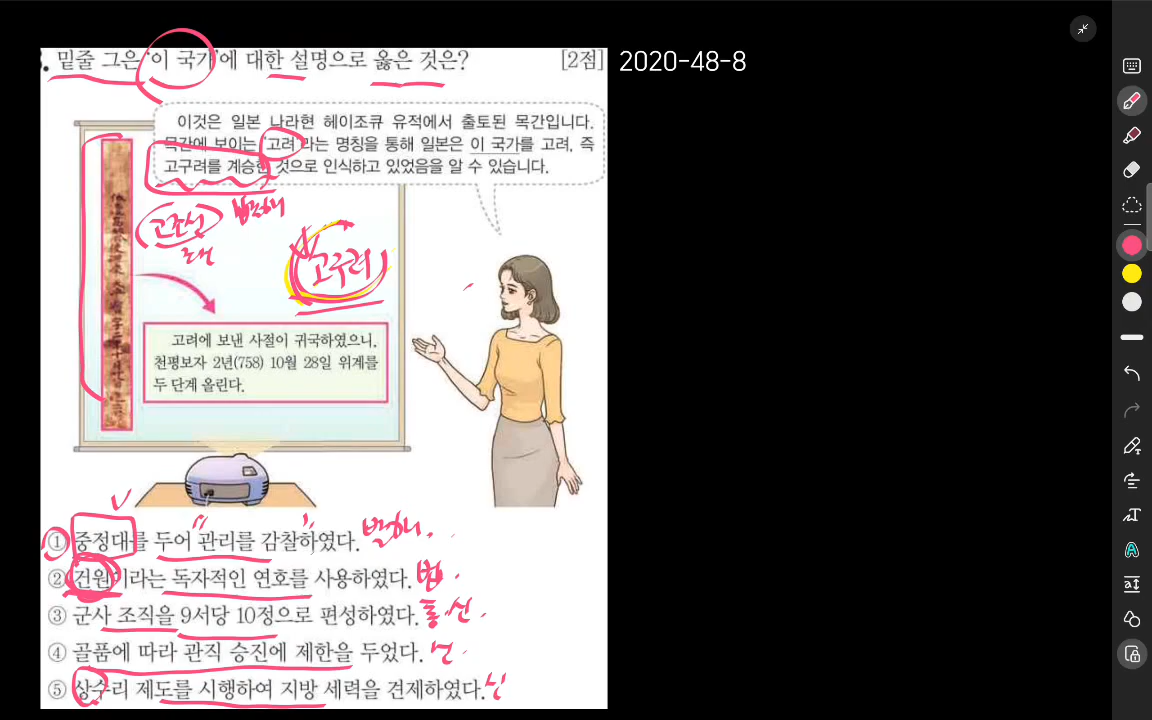 밑줄 그은 '이 국가'에 대한 설명으로 옳은 것은? [2점] 2020-48-8
이것은 일본 나라현 헤이조큐 유적에서 출토된 목간입니다.
목간에 보이는 '고려'라는 명칭을 통해 일본은 이 국가를 고려, 즉
고구려를 계승한 것으로 인식하고 있었음을 알 수 있습니다.
발해
고조선
고구려
고려에 보낸 사절이 귀국하였으니,
천평보자 2년(758) 10월 28일 위계를
두 단계 올린다.
① 중정대를 두어 관리를 감찰하였다. 발해.
② 건원이라는 독자적인 연호를 사용하였다.
③ 군사 조직을 9서당 10정으로 편성하였다. 통신.
④ 골품에 따라 관직 승진에 제한을 두었다.
⑤ 상수리 제도를 시행하여 지방 세력을 견제하였다.